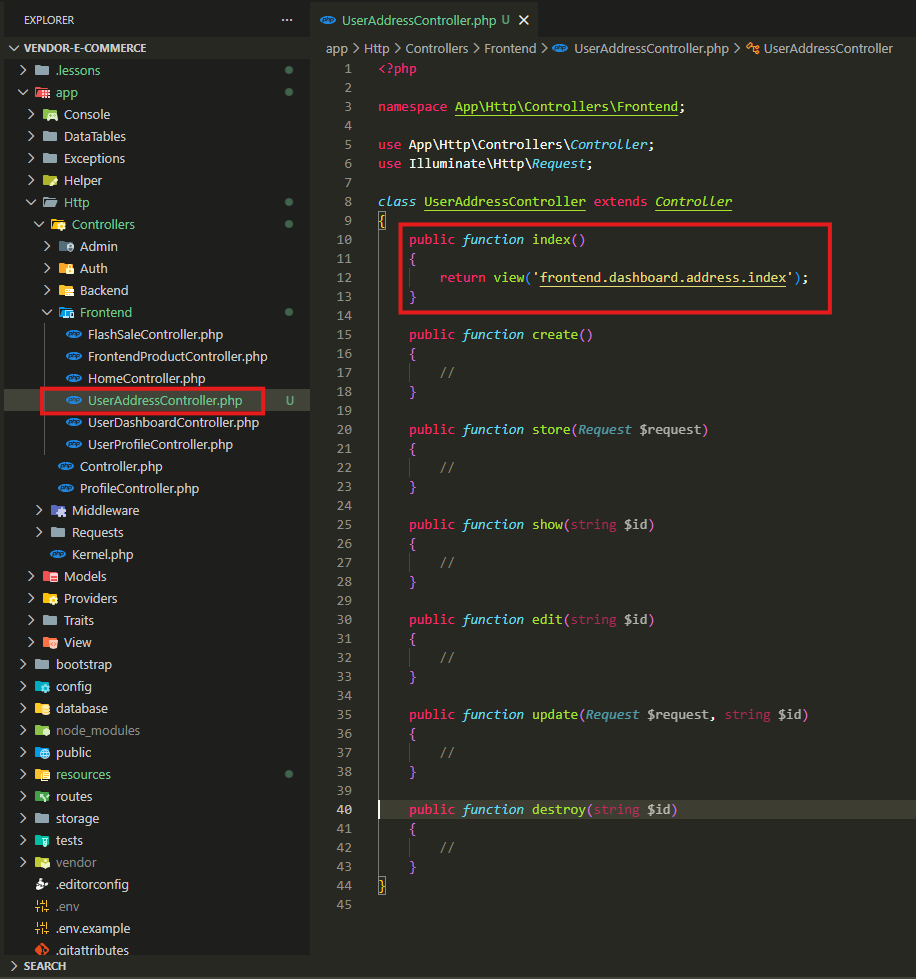 EXPLORER
···
VENDOR-E-COMMERCE
.lessons
app
Console
DataTables
Exceptions
Helper
Http
Controllers
Admin
Auth
Backend
Frontend
FlashSaleController.php
FrontendProductController.php
HomeController.php
UserAddressController.php U
UserDashboardController.php
UserProfileController.php
Controller.php
ProfileController.php
Middleware
Requests
Kernel.php
Models
Providers
Traits
View
bootstrap
config
database
node_modules
public
resources
routes
storage
tests
vendor
.editorconfig
.env
.env.example
.gitattributes
SEARCH
UserAddressController.php U
app > Http > Controllers > Frontend > UserAddressController.php > UserAddressController
1 <?php
2
3 namespace App\Http\Controllers\Frontend;
4
5 use App\Http\Controllers\Controller;
6 use Illuminate\Http\Request;
7
8 class UserAddressController extends Controller
9 {
10 public function index()
11 {
12 return view('frontend.dashboard.address.index');
13 }
14
15 public function create()
16 {
17 //
18 }
19
20 public function store(Request $request)
21 {
22 //
23 }
24
25 public function show(string $id)
26 {
27 //
28 }
29
30 public function edit(string $id)
31 {
32 //
33 }
34
35 public function update(Request $request, string $id)
36 {
37 //
38 }
39
40 public function destroy(string $id)
41 {
42 //
43 }
44 }
45